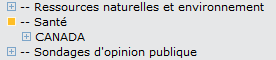 -- Ressources naturelles et environnement
-- Santé
CANADA
-- Sondages d'opinion publique